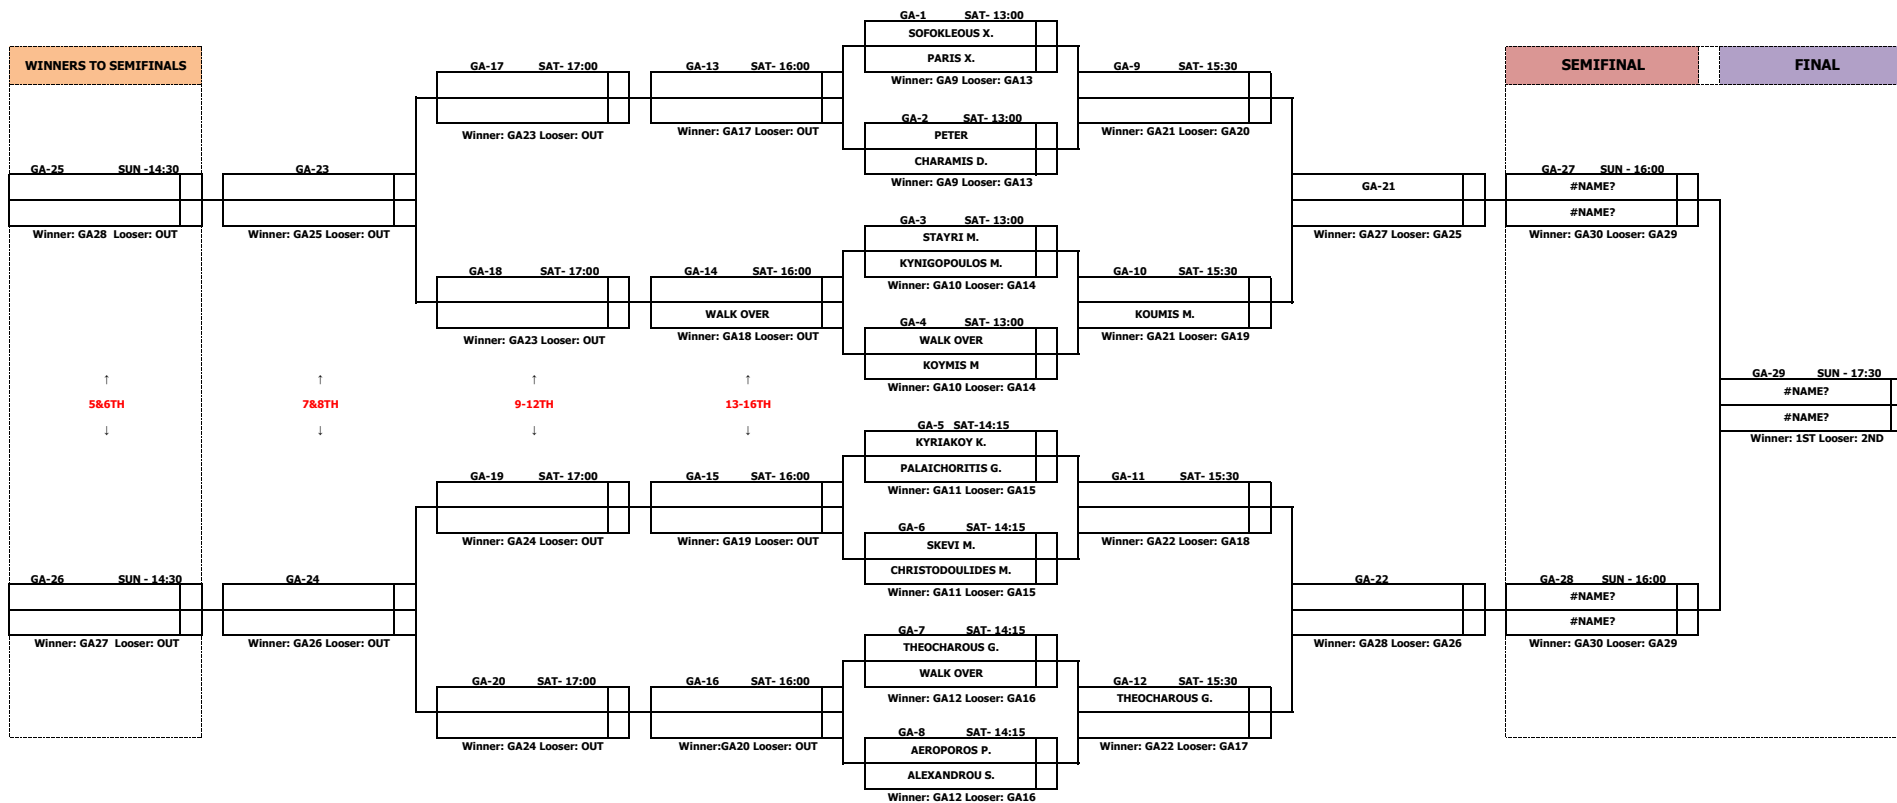 GA-1 SAT- 13:00
SOFOKLEOUS X.
WINNERS TO SEMIFINALS
GA-17 SAT- 17:00
GA-13 SAT- 16:00
PARIS X.
GA-9 SAT- 15:30
SEMIFINAL
FINAL
Winner: GA9 Looser: GA13
GA-2 SAT- 13:00
Winner: GA23 Looser: OUT
Winner: GA17 Looser: OUT
PETER
Winner: GA21 Looser: GA20
CHARAMIS D.
GA-25 SUN -14:30
GA-23
Winner: GA9 Looser: GA13
GA-21
GA-27 SUN - 16:00
#NAME?
#NAME?
GA-3 SAT- 13:00
Winner: GA28 Looser: OUT
Winner: GA25 Looser: OUT
STAYRI M.
Winner: GA27 Looser: GA25
Winner: GA30 Looser: GA29
GA-18 SAT- 17:00
GA-14 SAT- 16:00
KYNIGOPOULOS M.
GA-10 SAT- 15:30
Winner: GA10 Looser: GA14
WALK OVER
GA-4 SAT- 13:00
KOUMIS M.
Winner: GA23 Looser: OUT
Winner: GA18 Looser: OUT
WALK OVER
Winner: GA21 Looser: GA19
KOYMIS M
↑ ↑ ↑ ↑
Winner: GA10 Looser: GA14
GA-29 SUN - 17:30
#NAME?
5&6TH
7&8TH
9-12TH
13-16TH
#NAME?
↓ ↓ ↓ ↓
GA-5 SAT-14:15
KYRIAKOY K.
Winner: 1ST Looser: 2ND
GA-19 SAT- 17:00
GA-15 SAT- 16:00
PALAICHORITIS G.
GA-11 SAT- 15:30
Winner: GA11 Looser: GA15
GA-6 SAT- 14:15
Winner: GA24 Looser: OUT
Winner: GA19 Looser: OUT
SKEVI M.
Winner: GA22 Looser: GA18
CHRISTODOULIDES M.
GA-26 SUN - 14:30
GA-24
Winner: GA11 Looser: GA15
GA-22
GA-28 SUN - 16:00
#NAME?
#NAME?
GA-7 SAT- 14:15
Winner: GA27 Looser: OUT
Winner: GA26 Looser: OUT
THEOCHAROUS G.
Winner: GA28 Looser: GA26
Winner: GA30 Looser: GA29
GA-20 SAT- 17:00
GA-16 SAT- 16:00
WALK OVER
GA-12 SAT- 15:30
Winner: GA12 Looser: GA16
THEOCHAROUS G.
GA-8 SAT- 14:15
Winner: GA24 Looser: OUT
Winner:GA20 Looser: OUT
AEROPOROS P.
Winner: GA22 Looser: GA17
ALEXANDROU S.
Winner: GA12 Looser: GA16